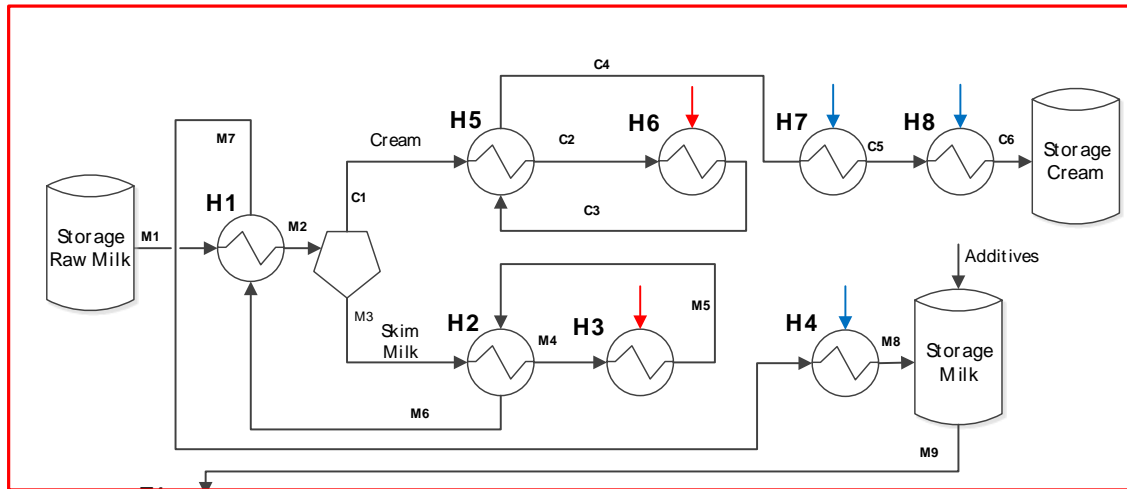 C4
H5
H6
H7
H8
M7
Cream
C2
C5
C6
Storage
Cream
C1
C3
H1
Storage
Raw Milk
M1
M2
Additives
M3
Skim
Milk
H2
M4
H3
M5
H4
M8
Storage
Milk
M6
M9